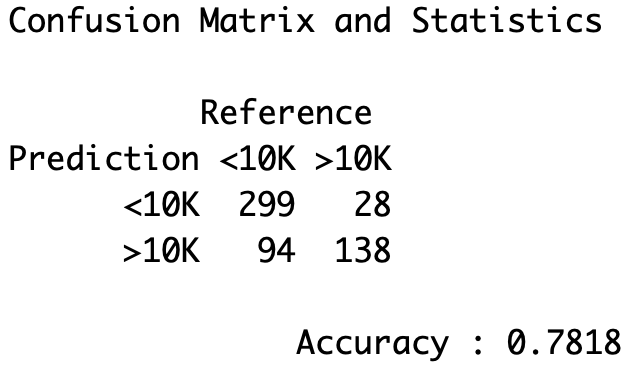 Confusion Matrix and Statistics
Reference
Prediction <10K >10K
<10K 299 28
>10K 94 138
Accuracy : 0.7818